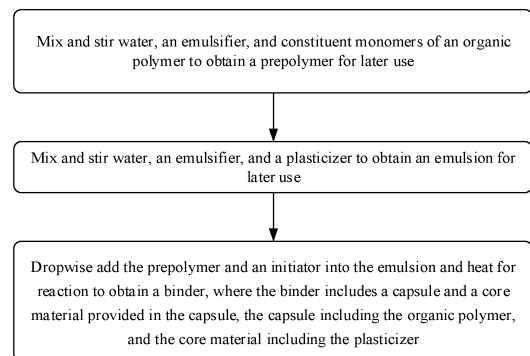 Mix and stir water, an emulsifier, and constituent monomers of an organic
polymer to obtain a prepolymer for later use
Mix and stir water, an emulsifier, and a plasticizer to obtain an emulsion for
later use
Dropwise add the prepolymer and an initiator into the emulsion and heat for
reaction to obtain a binder, where the binder includes a capsule and a core
material provided in the capsule, the capsule including the organic polymer,
and the core material including the plasticizer